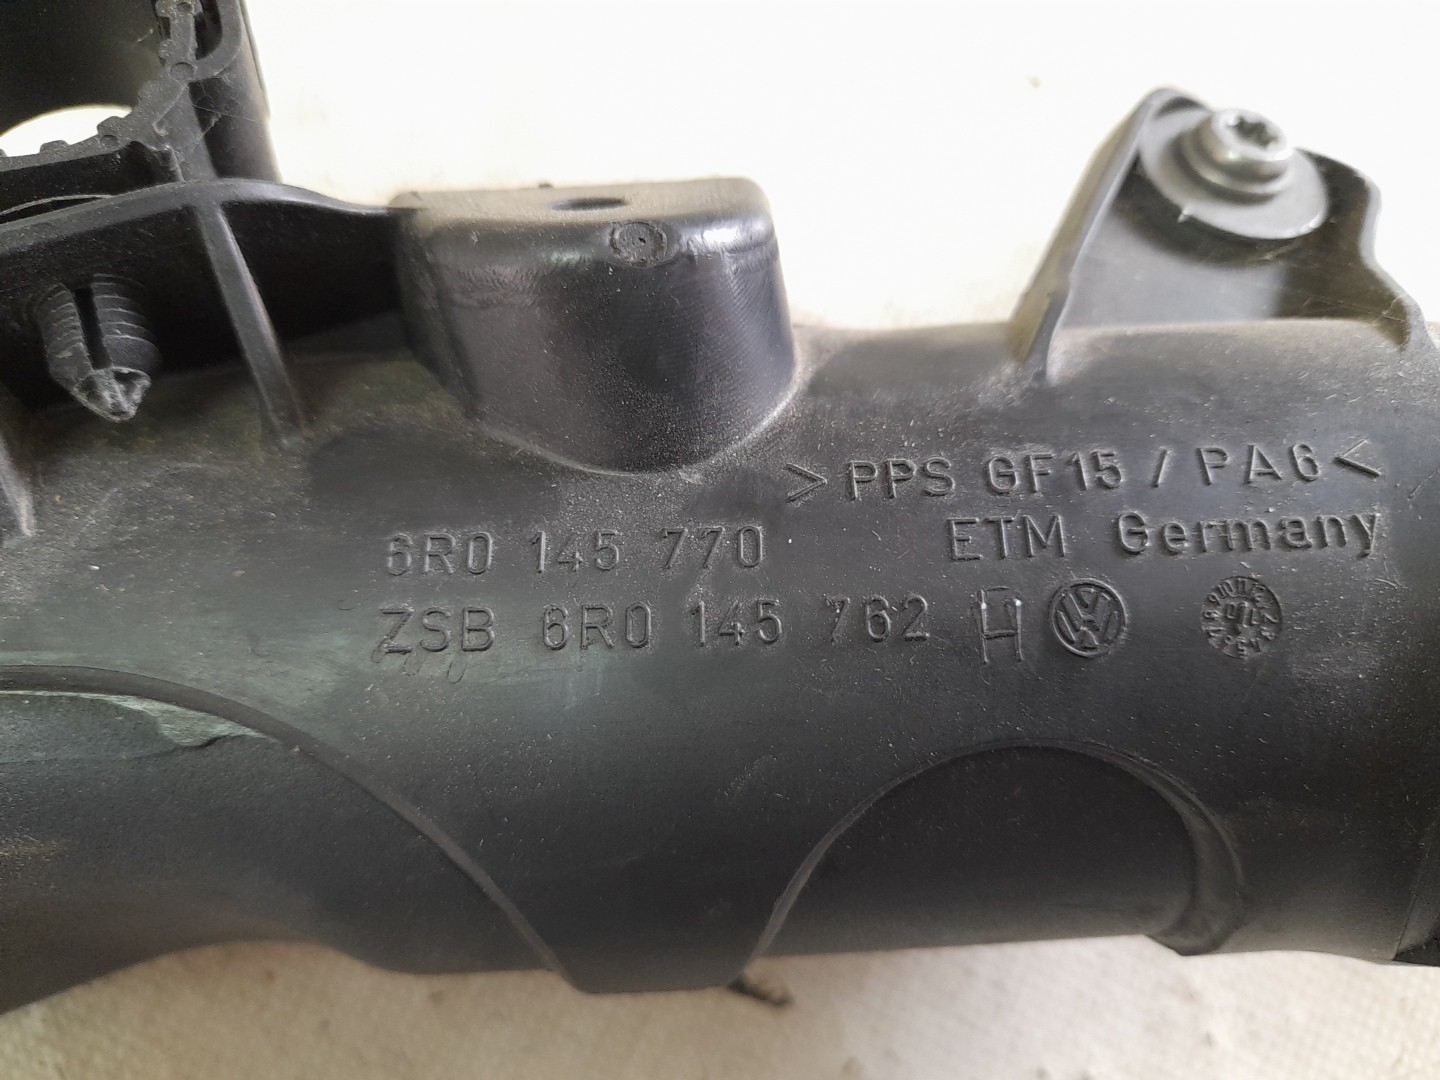 >PPS GF15 / PA6<
6R0 145 770 ETM Germany
ZSB 6R0 145 762 H